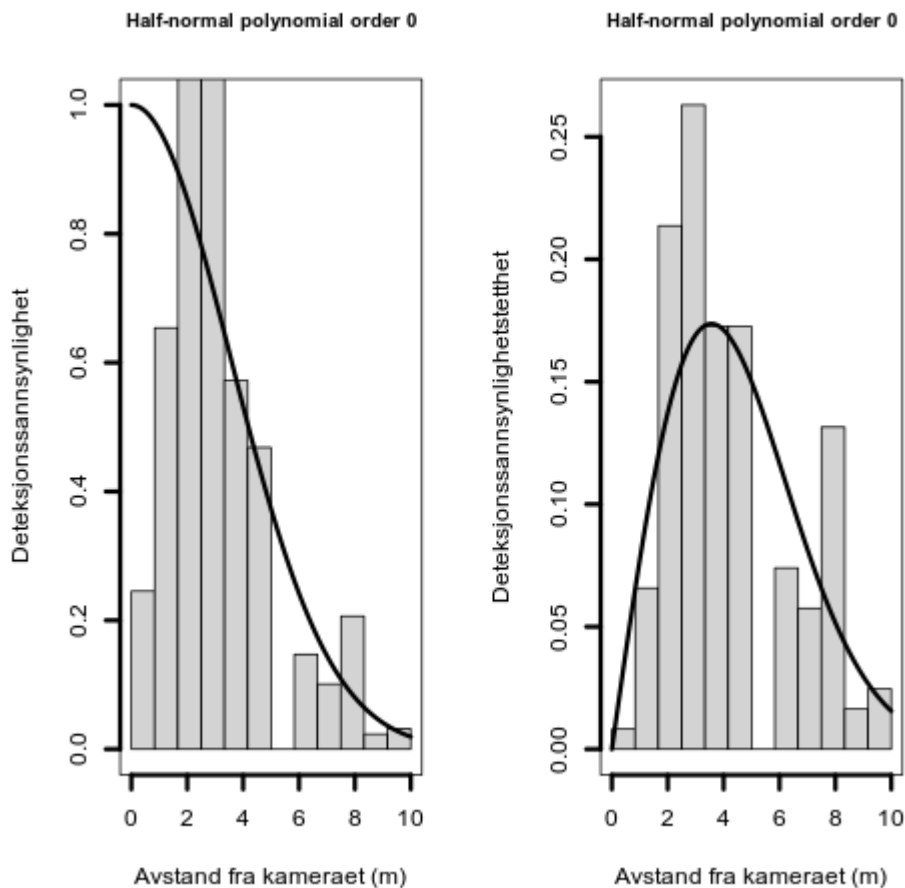 Half-normal polynomial order 0
Deteksjonssannsynlighet
1.0
0.8
0.6
0.4
0.2
0.0
0 2 4 6 8 10
Avstand fra kameraet (m)
Half-normal polynomial order 0
Deteksjonssannsynlighetstetthet
0.25
0.20
0.15
0.10
0.05
0.00
0 2 4 6 8 10
Avstand fra kameraet (m)